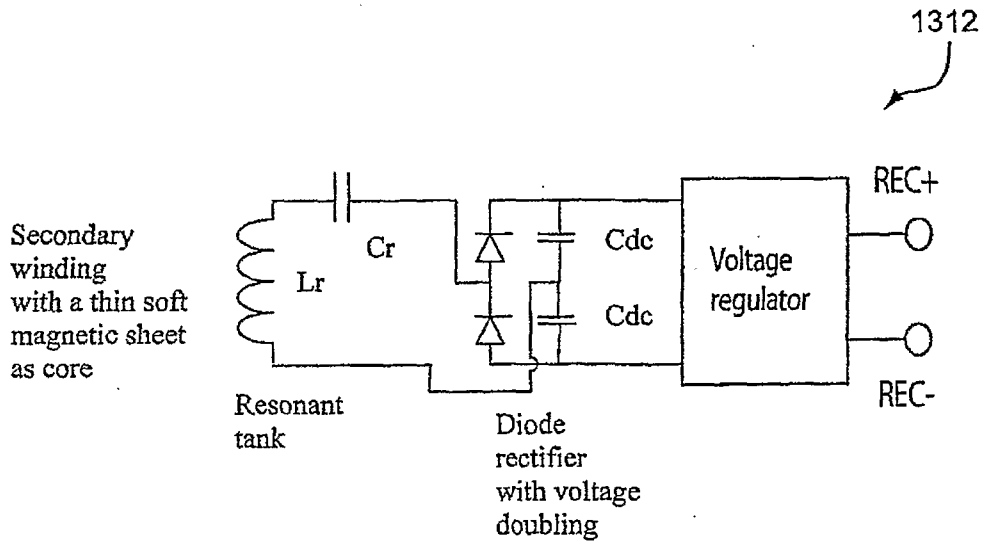 1312
REC+
Secondary
winding
with a thin soft
magnetic sheet
as core
Cr
Lr
Cdc
Cdc
Voltage
regulator
REC-
Resonant
tank
Diode
rectifier
with voltage
doubling